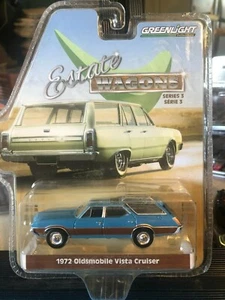 GREENLIGHT
Estate
WAGONS
SERIES 3
SÉRIE 3
1972 Oldsmobile Vista Cruiser